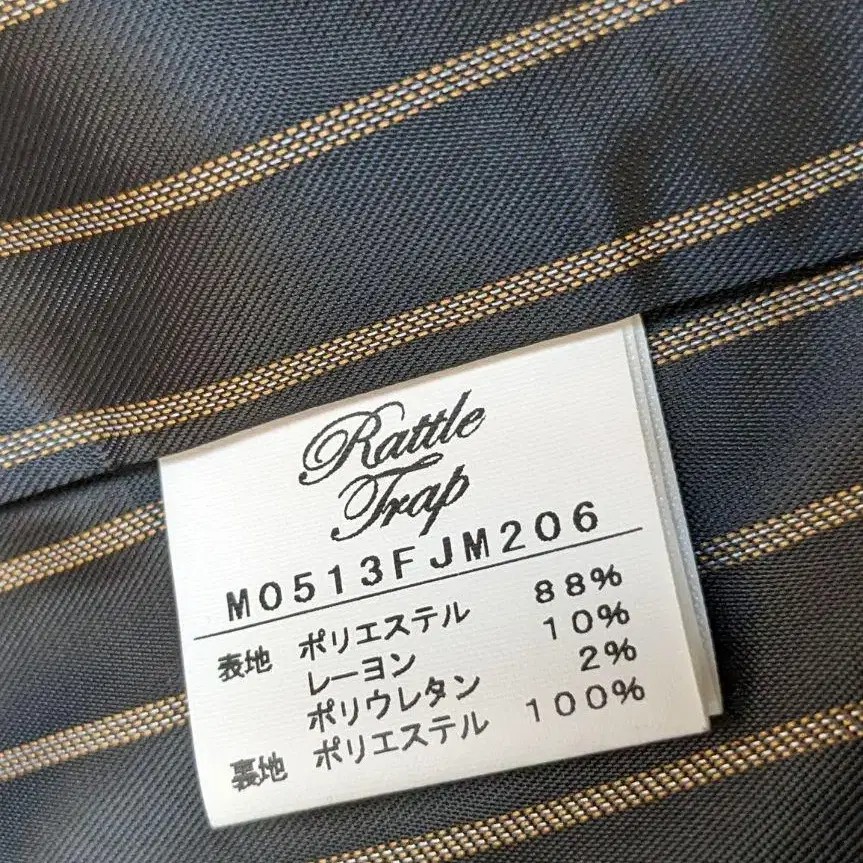 Rattle
Trap
M0513FJM206
表地 ポリエステル 88%
レーヨン 10%
ポリウレタン 2%
裏地 ポリエステル 100%